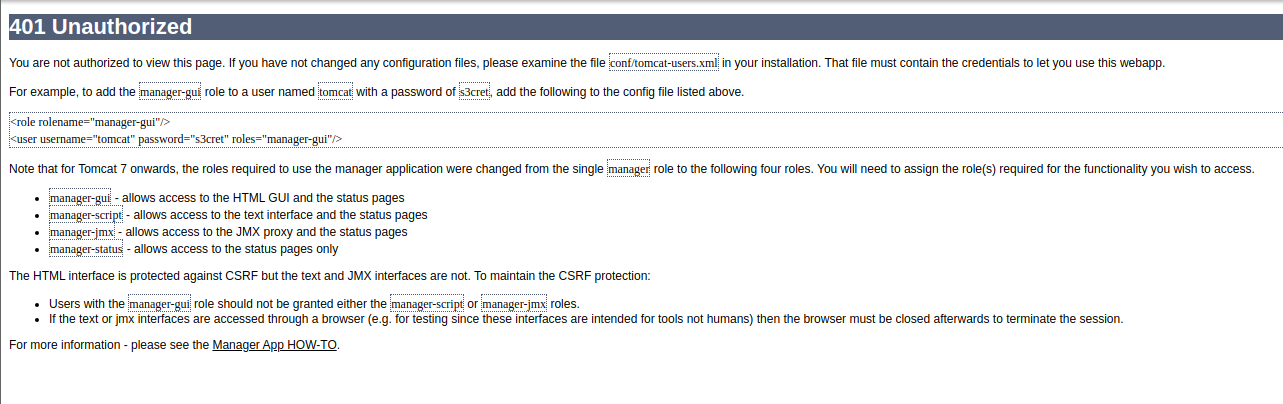 401 Unauthorized
You are not authorized to view this page. If you have not changed any configuration files, please examine the file conf/tomcat-users.xml in your installation. That file must contain the credentials to let you use this webapp.
For example, to add the manager-gui role to a user named tomcat with a password of s3cret, add the following to the config file listed above.
<role rolename="manager-gui"/>
<user username="tomcat" password="s3cret" roles="manager-gui"/>
Note that for Tomcat 7 onwards, the roles required to use the manager application were changed from the single manager role to the following four roles. You will need to assign the role(s) required for the functionality you wish to access.
• manager-gui - allows access to the HTML GUI and the status pages
• manager-script - allows access to the text interface and the status pages
• manager-jmx - allows access to the JMX proxy and the status pages
• manager-status - allows access to the status pages only
The HTML interface is protected against CSRF but the text and JMX interfaces are not. To maintain the CSRF protection:
• Users with the manager-gui role should not be granted either the manager-script or manager-jmx roles.
• If the text or jmx interfaces are accessed through a browser (e.g. for testing since these interfaces are intended for tools not humans) then the browser must be closed afterwards to terminate the session.
For more information - please see the Manager App HOW-TO.